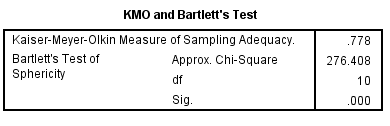 KMO and Bartlett's Test
Kaiser-Meyer-Olkin Measure of Sampling Adequacy. .778
Bartlett's Test of Sphericity Approx. Chi-Square 276.408
df 10
Sig. .000